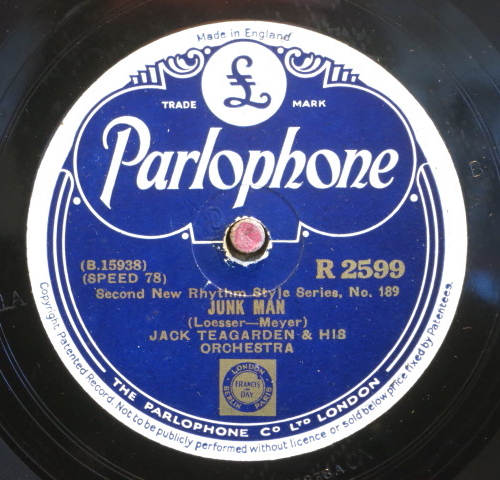 Made in England
£
TRADE MARK
Parlophone
(B.15938)
(SPEED 78)
R 2599
Second New Rhythm Style Series, No. 189
JUNK MAN
(Loesser—Meyer)
JACK TEAGARDEN & HIS
ORCHESTRA
LONDON
FRANCIS
DAY
BERLIN PARIS
THE PARLOPHONE CO LTD LONDON
Copyright Patented Record. Not to be publicly performed without licence or sold below price fixed by Patentees.